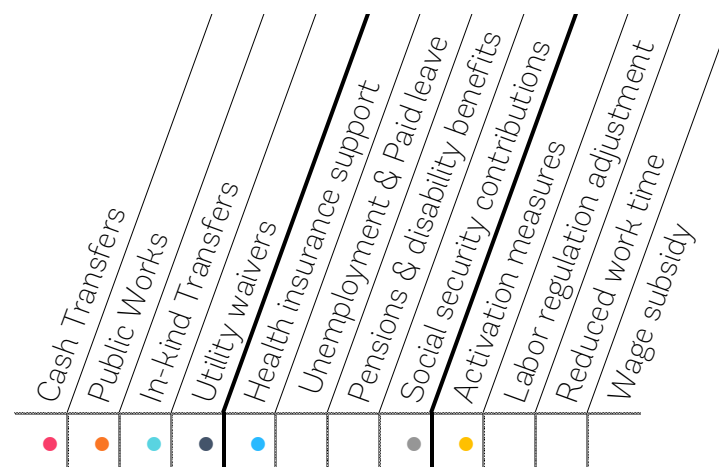 Cash Transfers
Public Works
In-kind Transfers
Utility waivers
Health insurance support
Unemployment & Paid leave
Pensions & disability benefits
Social security contributions
Activation measures
Labor regulation adjustment
Reduced work time
Wage subsidy